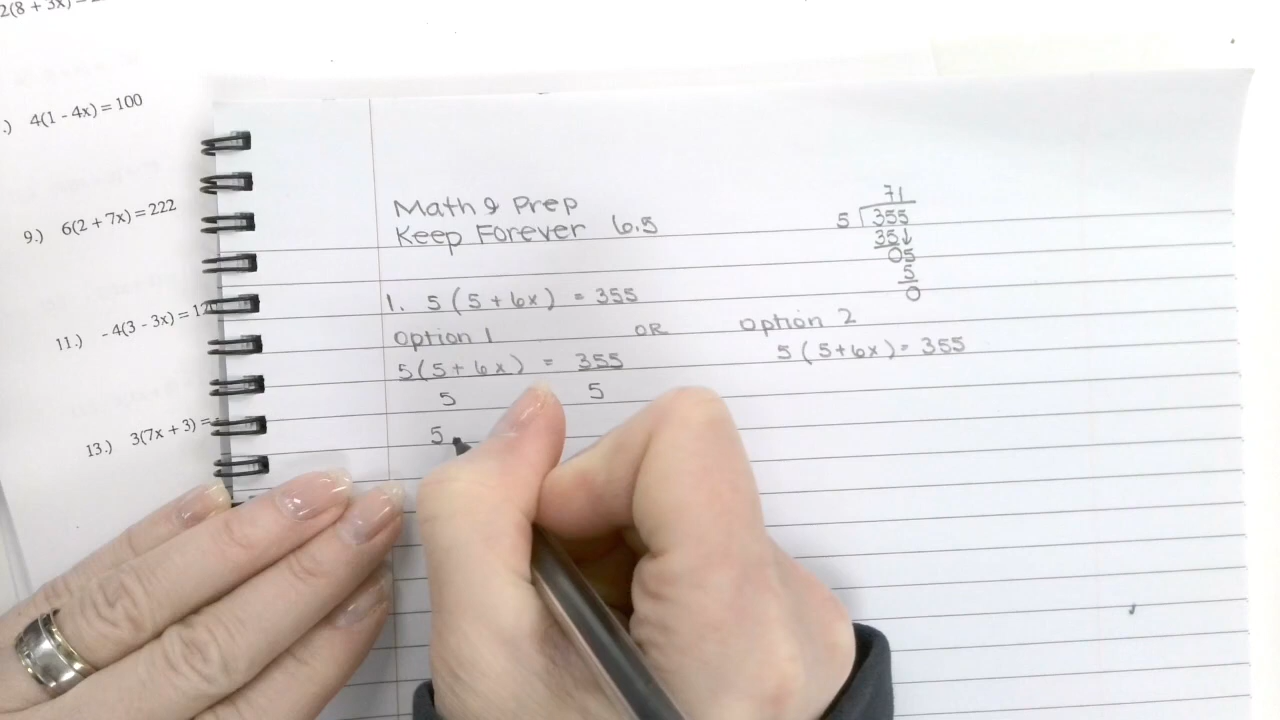 2(8 + 3x)
.) 4(1 - 4x) = 100
9.) 6(2 + 7x) = 222
11.) - 4(3 - 3x) =
13.) 3(7x + 3) =
Math 9 Prep
Keep Forever 6.5
1. 5 (5 + 6x) = 355
Option 1 OR Option 2
5(5 + 6x) = 355 5 (5+6x) = 355
5 5
5
71
5 355
35↓
05
5
0